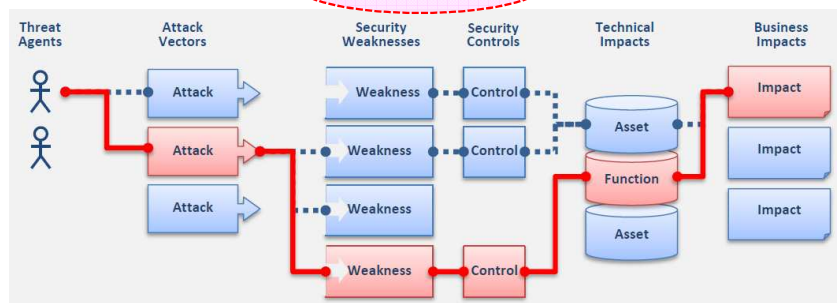 Threat Agents
Attack Vectors
Security Weaknesses
Security Controls
Technical Impacts
Business Impacts
Attack
Weakness
Control
Impact
Asset
Attack
Weakness
Control
Impact
Function
Attack
Weakness
Impact
Asset
Weakness
Control